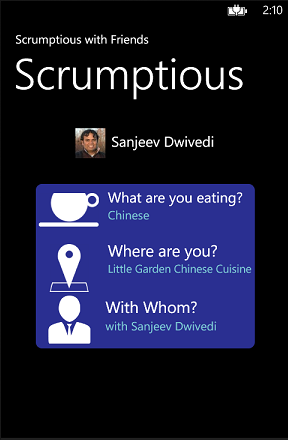 2:10
Scrumptious with Friends
Scrumptious
Sanjeev Dwivedi
What are you eating?
Chinese
Where are you?
Little Garden Chinese Cuisine
With Whom?
with Sanjeev Dwivedi